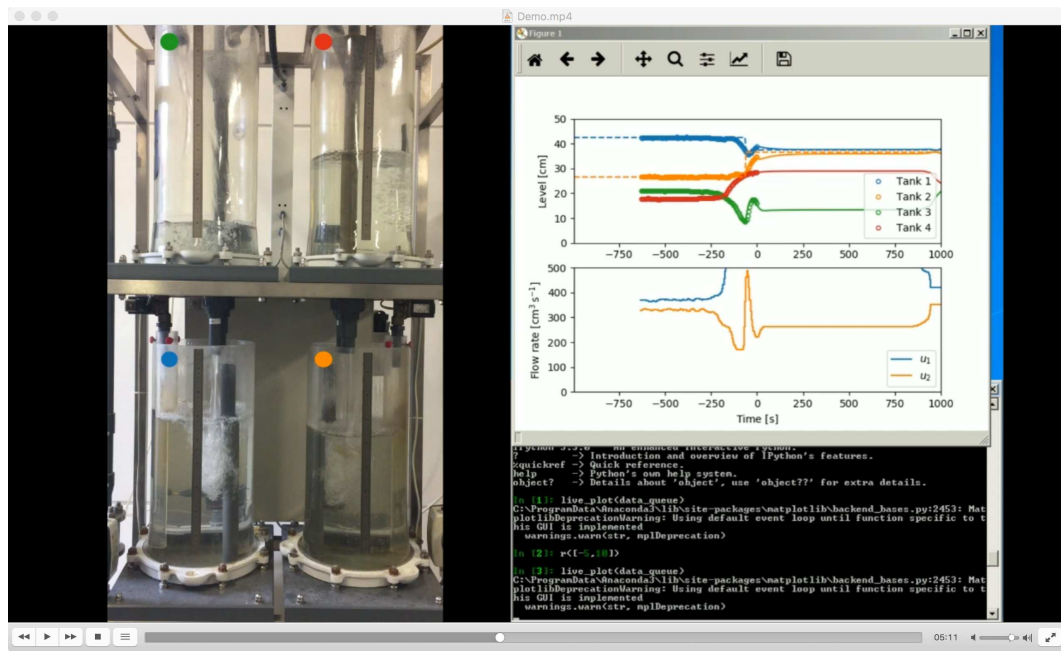 Demo.mp4
Figure 1
50
40
30
20
10
0
Level [cm]
Tank 1
Tank 2
Tank 3
Tank 4
−750 −500 −250 0 250 500 750 1000
500
400
300
200
100
0
Flow rate [cm³ s⁻¹]
u₁
u₂
−750 −500 −250 0 250 500 750 1000
Time [s]
? -> Introduction and overview of IPython's features.
%quickref -> Quick reference.
help -> Python's own help system.
object? -> Details about 'object', use 'object??' for extra details.
In [1]: live_plot(data_queue)
C:\ProgramData\Anaconda3\lib\site-packages\matplotlib\backend_bases.py:2453: Mat
plotlibDeprecationWarning: Using default event loop until function specific to t
his GUI is implemented
warnings.warn(str, mplDeprecation)
In [2]: r([-5,10])
In [3]: live_plot(data_queue)
C:\ProgramData\Anaconda3\lib\site-packages\matplotlib\backend_bases.py:2453: Mat
plotlibDeprecationWarning: Using default event loop until function specific to t
his GUI is implemented
warnings.warn(str, mplDeprecation)
05:11